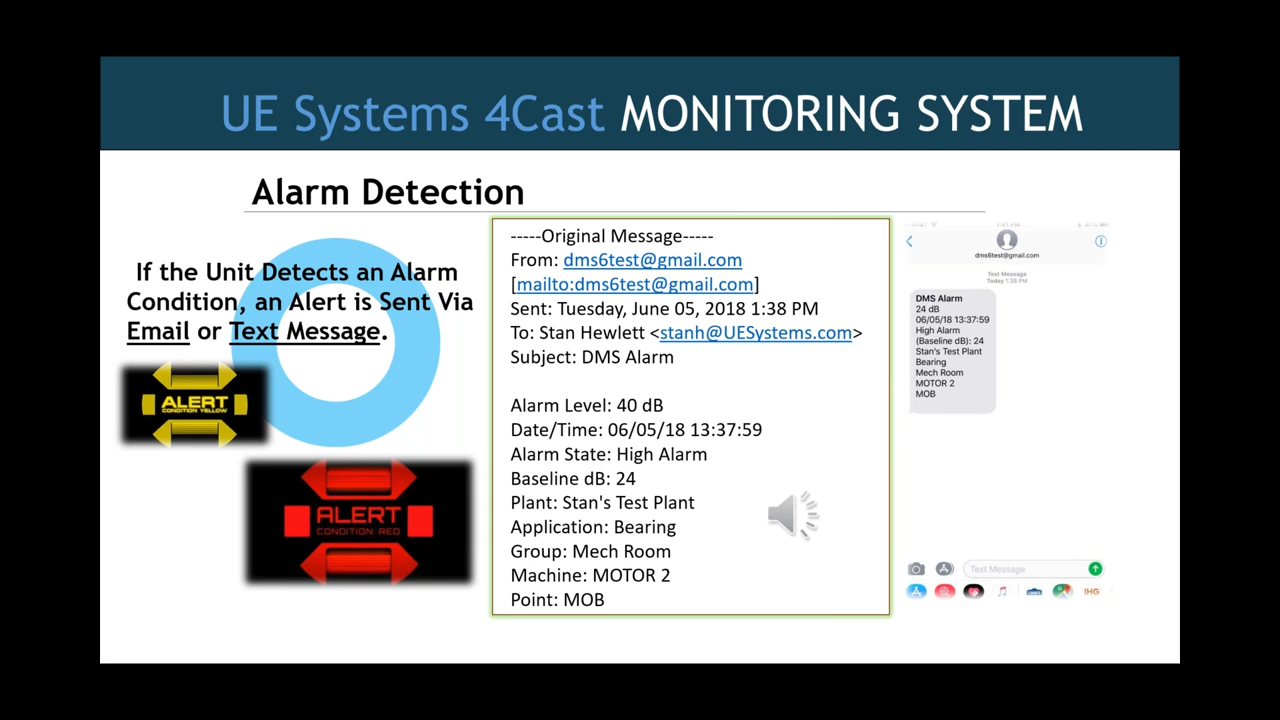 UE Systems 4Cast MONITORING SYSTEM
Alarm Detection
If the Unit Detects an Alarm
Condition, an Alert is Sent Via
Email or Text Message.
ALERT
CONDITION YELLOW
ALERT
CONDITION RED
-----Original Message-----
From: dms6test@gmail.com
[mailto:dms6test@gmail.com]
Sent: Tuesday, June 05, 2018 1:38 PM
To: Stan Hewlett <stanh@UESystems.com>
Subject: DMS Alarm
Alarm Level: 40 dB
Date/Time: 06/05/18 13:37:59
Alarm State: High Alarm
Baseline dB: 24
Plant: Stan's Test Plant
Application: Bearing
Group: Mech Room
Machine: MOTOR 2
Point: MOB
dms6test@gmail.com
Text Message
Today 1:38 PM
DMS Alarm
24 dB
06/05/18 13:37:59
High Alarm
(Baseline dB): 24
Stan's Test Plant
Bearing
Mech Room
MOTOR 2
MOB
Text Message
IHG